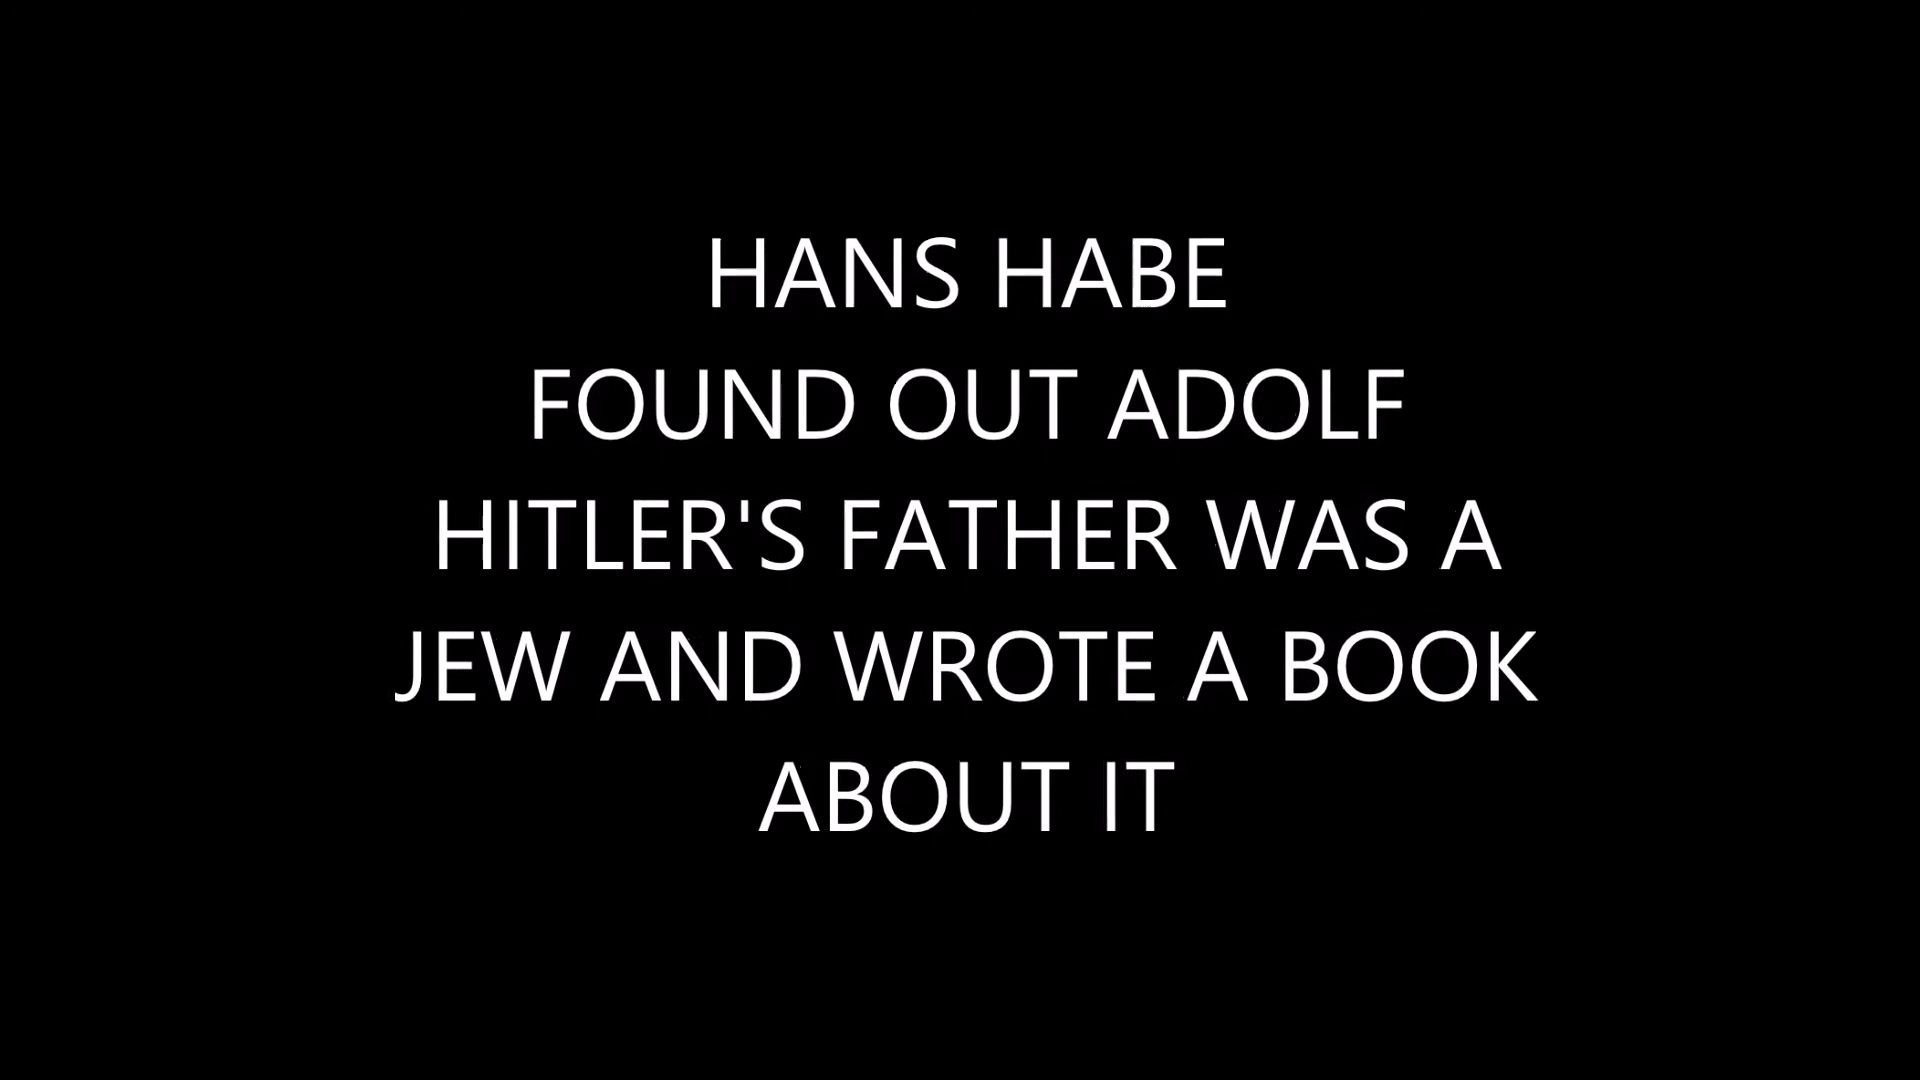 HANS HABE
FOUND OUT ADOLF
HITLER'S FATHER WAS A
JEW AND WROTE A BOOK
ABOUT IT